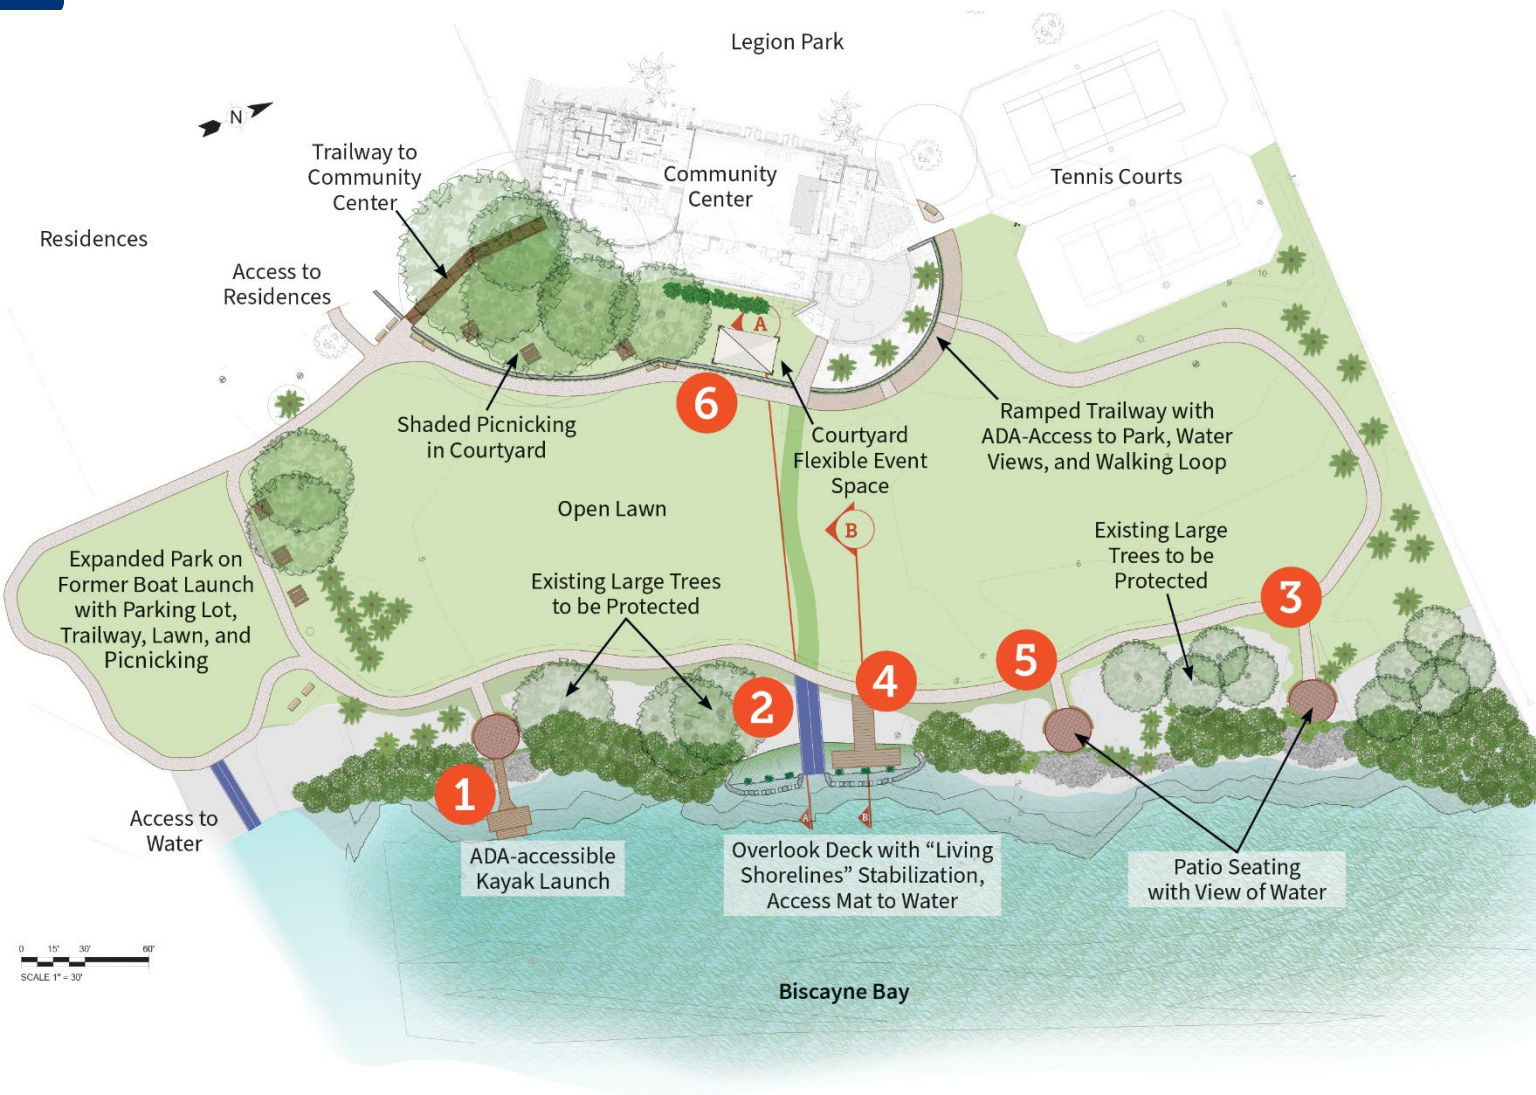 Legion Park
N
Trailway to
Community
Center
Community
Center
Tennis Courts
Residences
Access to
Residences
A
6
Shaded Picnicking
in Courtyard
Courtyard
Flexible Event
Space
Ramped Trailway with
ADA-Access to Park, Water
Views, and Walking Loop
Open Lawn
B
Expanded Park on
Former Boat Launch
with Parking Lot,
Trailway, Lawn, and
Picnicking
Existing Large Trees
to be Protected
Existing Large
Trees to be
Protected
3
5
4
2
1
Access to
Water
A
B
ADA-accessible
Kayak Launch
Overlook Deck with “Living
Shorelines” Stabilization,
Access Mat to Water
Patio Seating
with View of Water
0 15' 30' 60'
SCALE 1" = 30'
Biscayne Bay